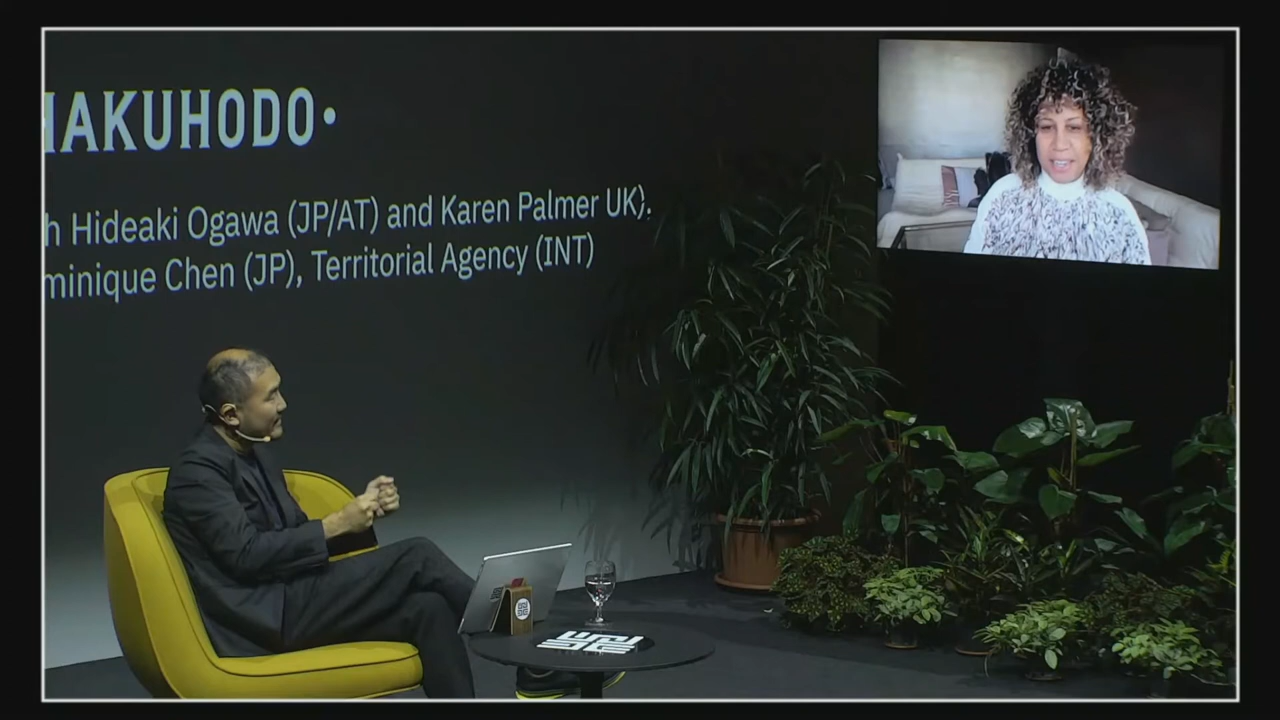 HAKUHODO•
h Hideaki Ogawa (JP/AT) and Karen Palmer UK}.
minique Chen (JP), Territorial Agency (INT)